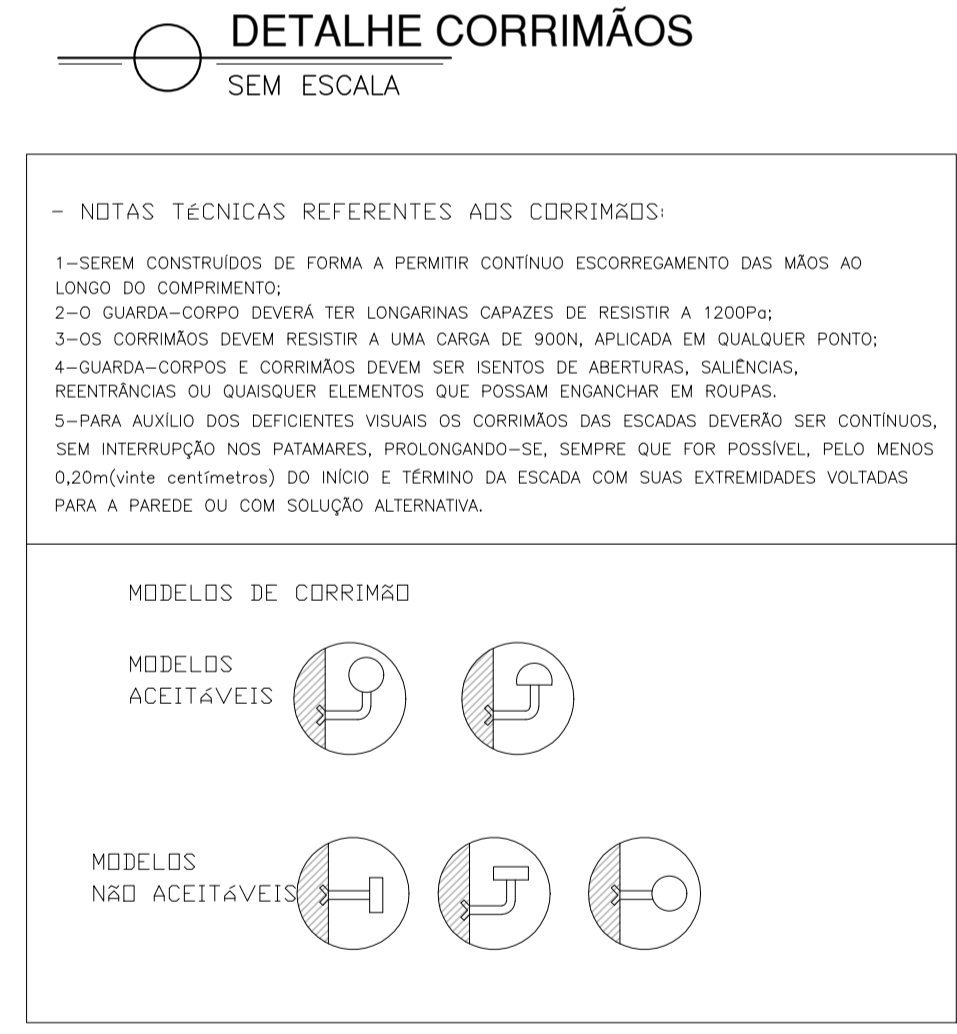 DETALHE CORRIMÃOS
SEM ESCALA
- NOTAS TÉCNICAS REFERENTES AOS CORRIMÃOS:
1-SEREM CONSTRUÍDOS DE FORMA A PERMITIR CONTÍNUO ESCORREGAMENTO DAS MÃOS AO
LONGO DO COMPRIMENTO;
2-O GUARDA-CORPO DEVERÁ TER LONGARINAS CAPAZES DE RESISTIR A 1200Pa;
3-OS CORRIMÃOS DEVEM RESISTIR A UMA CARGA DE 900N, APLICADA EM QUALQUER PONTO;
4-GUARDA-CORPOS E CORRIMÃOS DEVEM SER ISENTOS DE ABERTURAS, SALIÊNCIAS,
REENTRÂNCIAS OU QUAISQUER ELEMENTOS QUE POSSAM ENGANCHAR EM ROUPAS.
5-PARA AUXÍLIO DOS DEFICIENTES VISUAIS OS CORRIMÃOS DAS ESCADAS DEVERÃO SER CONTÍNUOS,
SEM INTERRUPÇÃO NOS PATAMARES, PROLONGANDO-SE, SEMPRE QUE FOR POSSÍVEL, PELO MENOS
0,20m(vinte centímetros) DO INÍCIO E TÉRMINO DA ESCADA COM SUAS EXTREMIDADES VOLTADAS
PARA A PAREDE OU COM SOLUÇÃO ALTERNATIVA.
MODELOS DE CORRIMÃO
MODELOS
ACEITÁVEIS
MODELOS
NÃO ACEITÁVEIS